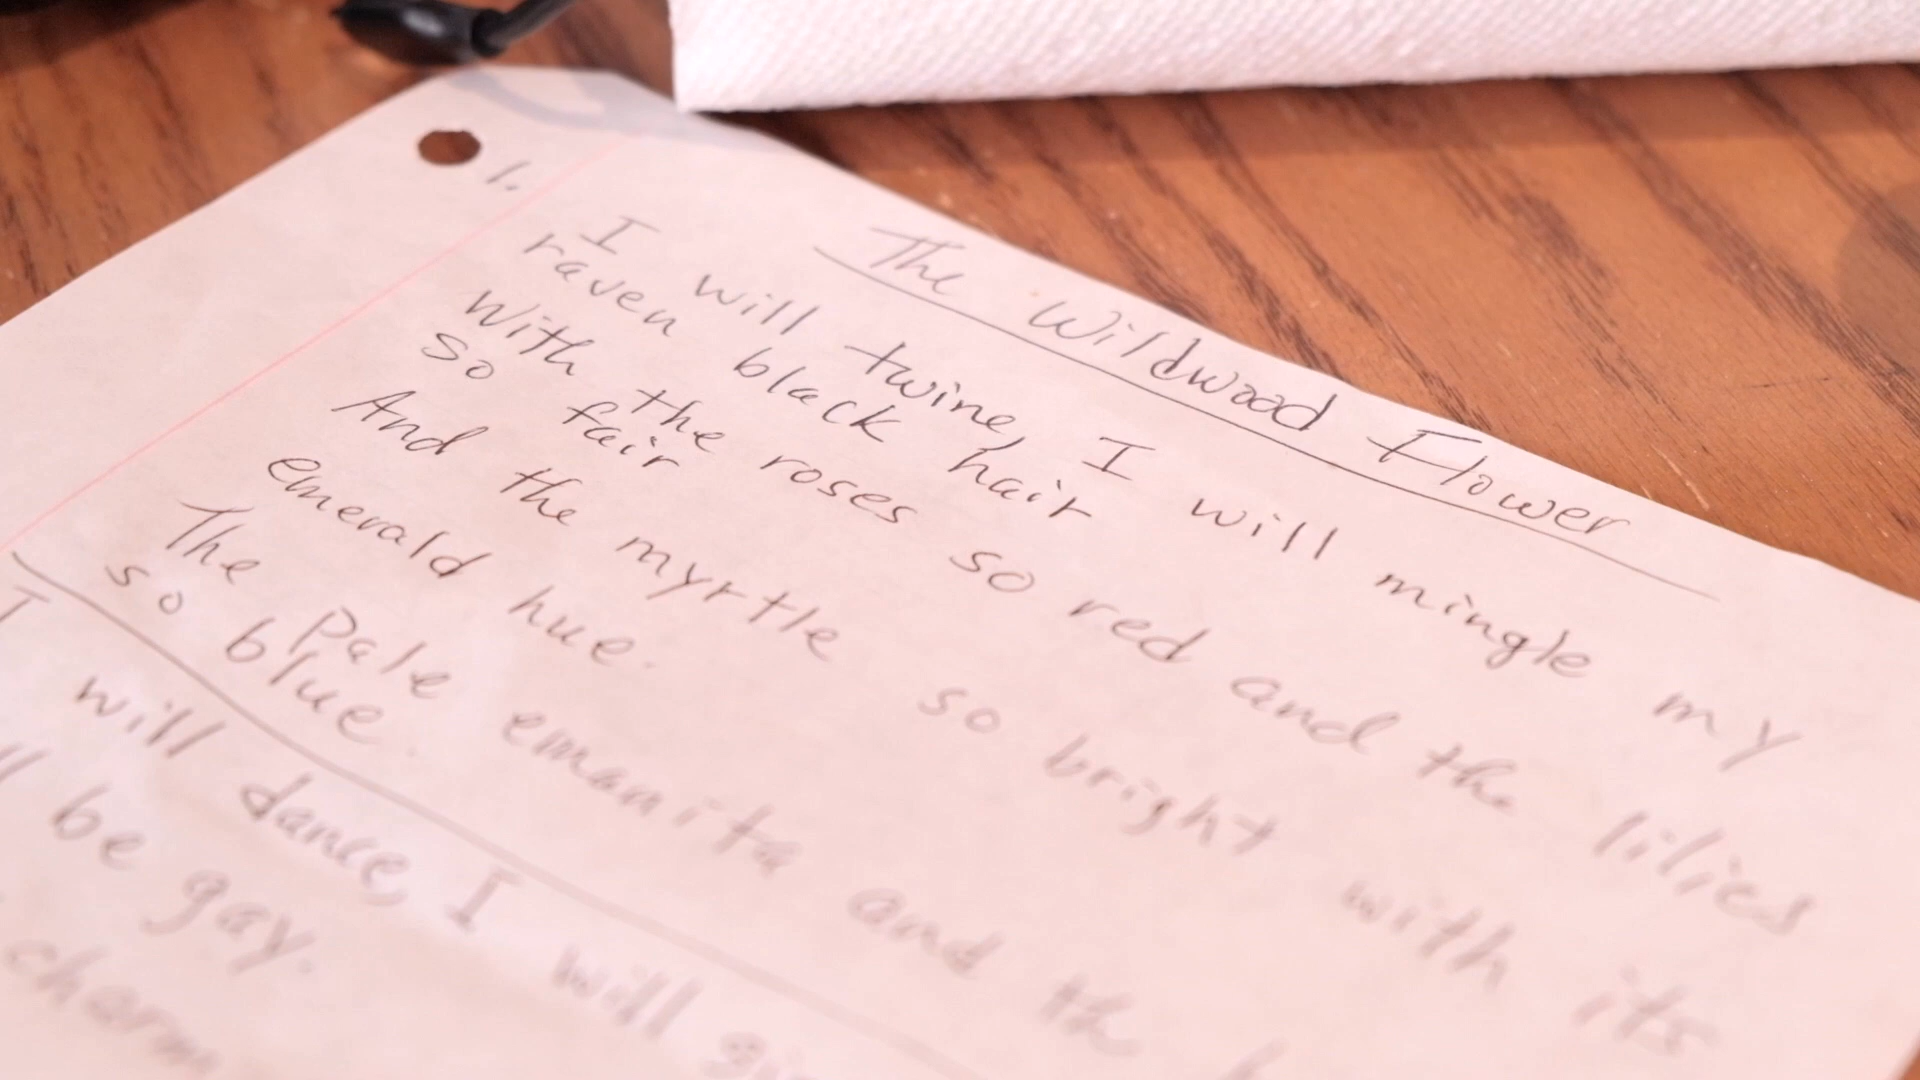 1.
The Wildwood Flower
I will twine, I will mingle my
raven black hair
With the roses so red and the lilies
so fair
And the myrtle so bright with its
emerald hue.
The Pale emanita and the
so blue.
I will dance, I will
be gay.